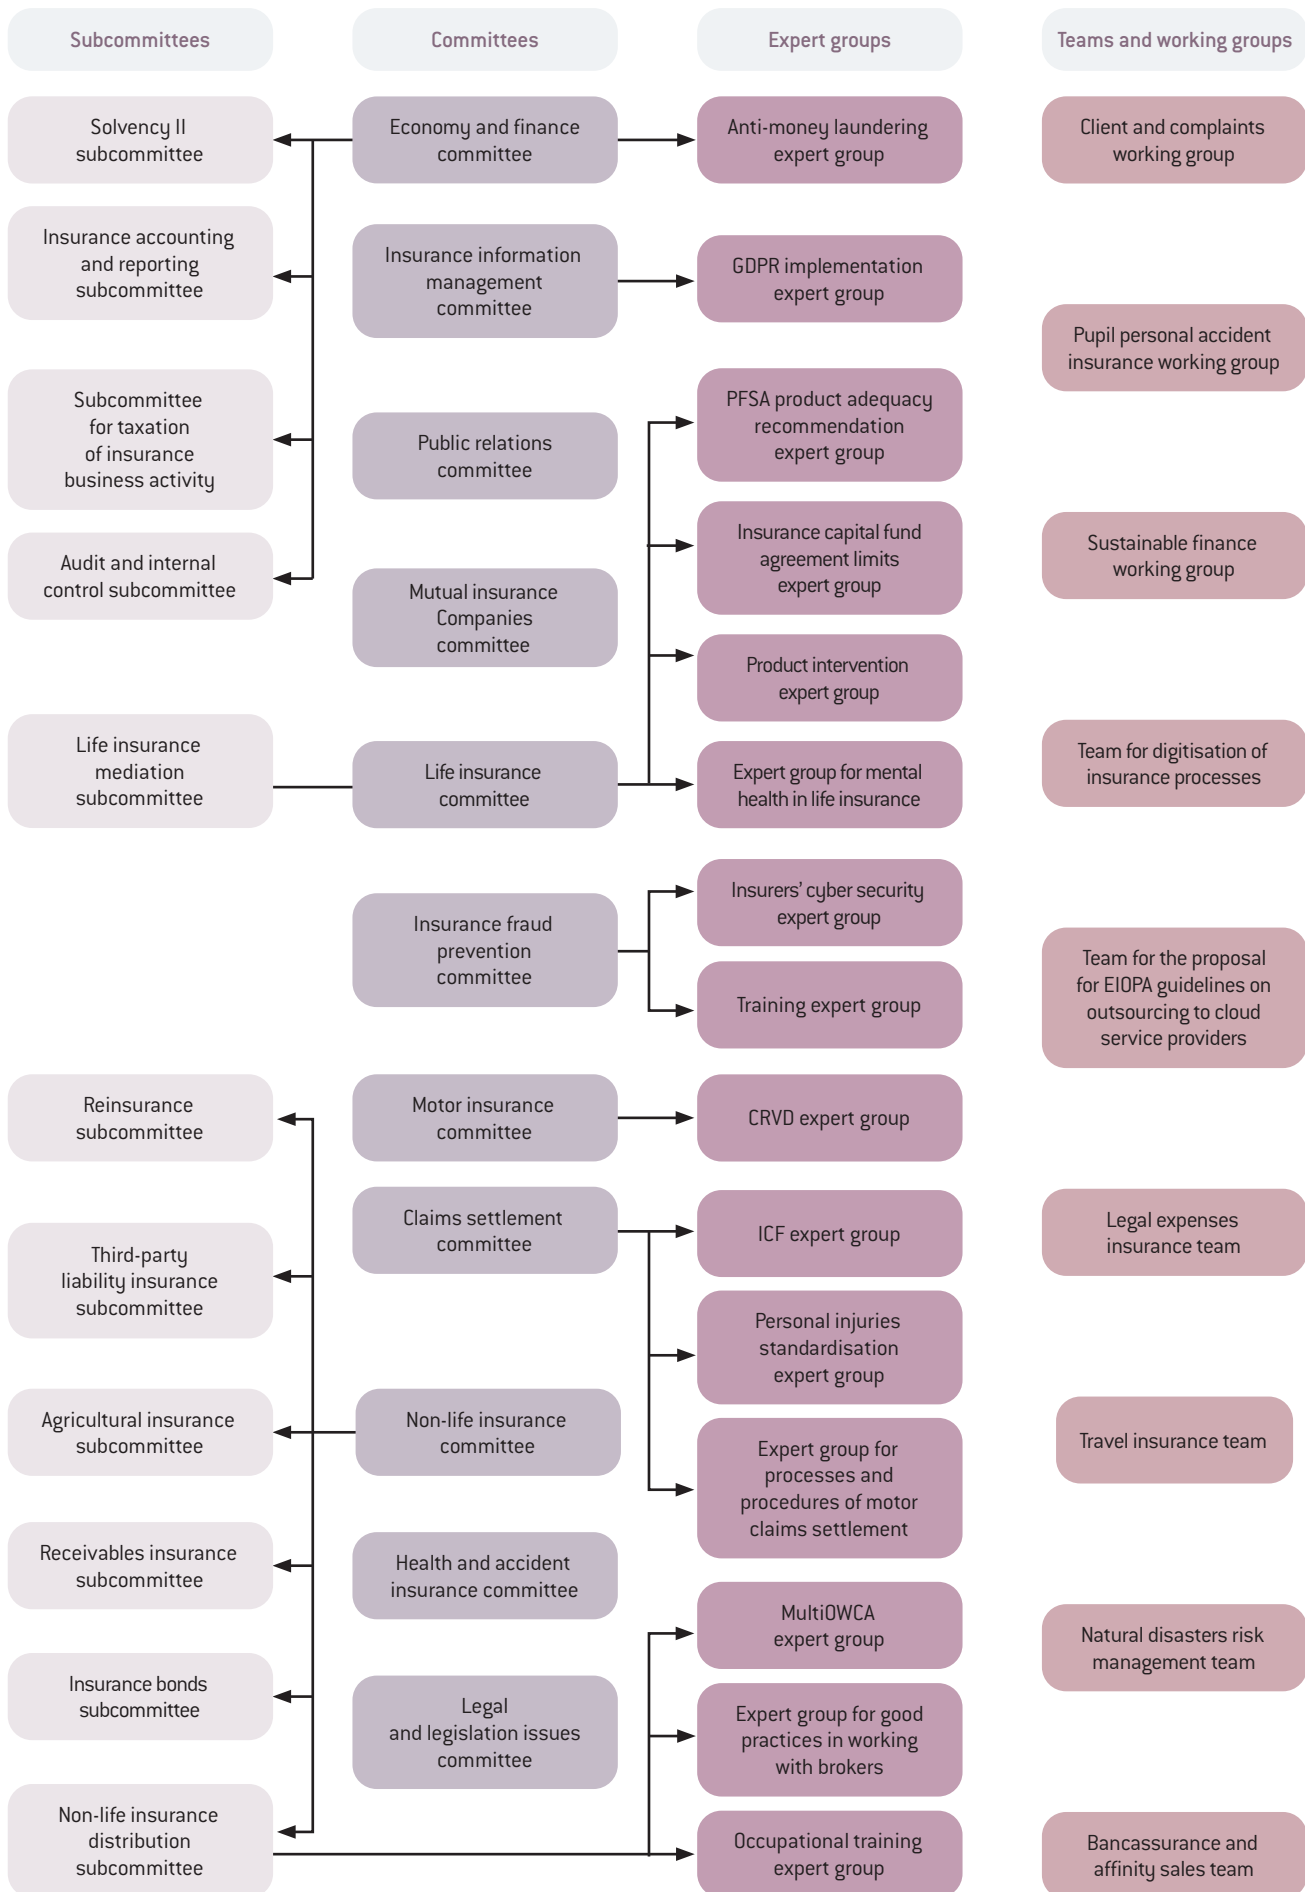 Subcommittees
Committees
Expert groups
Teams and working groups
Solvency II
subcommittee
Insurance accounting
and reporting
subcommittee
Subcommittee
for taxation
of insurance
business activity
Audit and internal
control subcommittee
Life insurance
mediation
subcommittee
Reinsurance
subcommittee
Third-party
liability insurance
subcommittee
Agricultural insurance
subcommittee
Receivables insurance
subcommittee
Insurance bonds
subcommittee
Non-life insurance
distribution
subcommittee
Economy and finance
committee
Insurance information
management
committee
Public relations
committee
Mutual insurance
Companies
committee
Life insurance
committee
Insurance fraud
prevention
committee
Motor insurance
committee
Claims settlement
committee
Non-life insurance
committee
Health and accident
insurance committee
Legal
and legislation issues
committee
Anti-money laundering
expert group
GDPR implementation
expert group
PFSA product adequacy
recommendation
expert group
Insurance capital fund
agreement limits
expert group
Product intervention
expert group
Expert group for mental
health in life insurance
Insurers' cyber security
expert group
Training expert group
CRVD expert group
ICF expert group
Personal injuries
standardisation
expert group
Expert group for
processes and
procedures of motor
claims settlement
MultiOWCA
expert group
Expert group for good
practices in working
with brokers
Occupational training
expert group
Client and complaints
working group
Pupil personal accident
insurance working group
Sustainable finance
working group
Team for digitisation of
insurance processes
Team for the proposal
for EIOPA guidelines on
outsourcing to cloud
service providers
Legal expenses
insurance team
Travel insurance team
Natural disasters risk
management team
Bancassurance and
affinity sales team